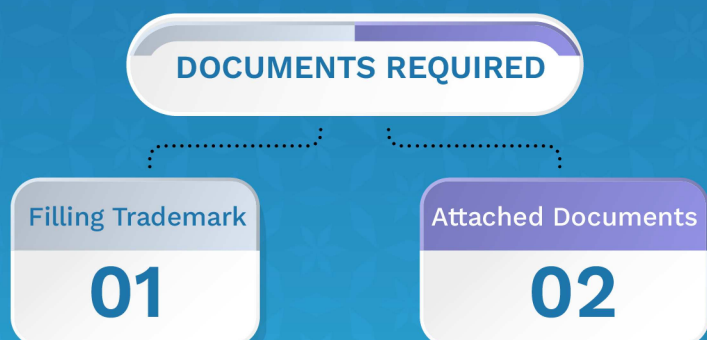 DOCUMENTS REQUIRED
Filling Trademark
01
Attached Documents
02